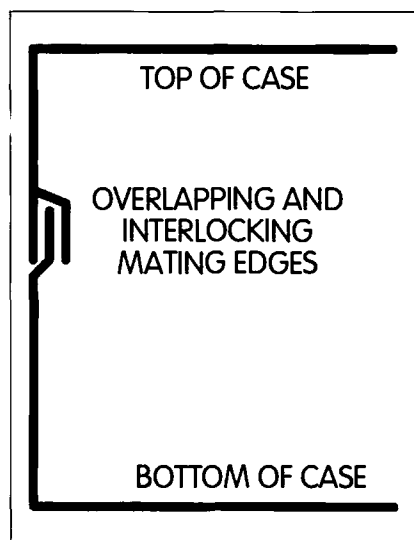 TOP OF CASE
OVERLAPPING AND
INTERLOCKING
MATING EDGES
BOTTOM OF CASE